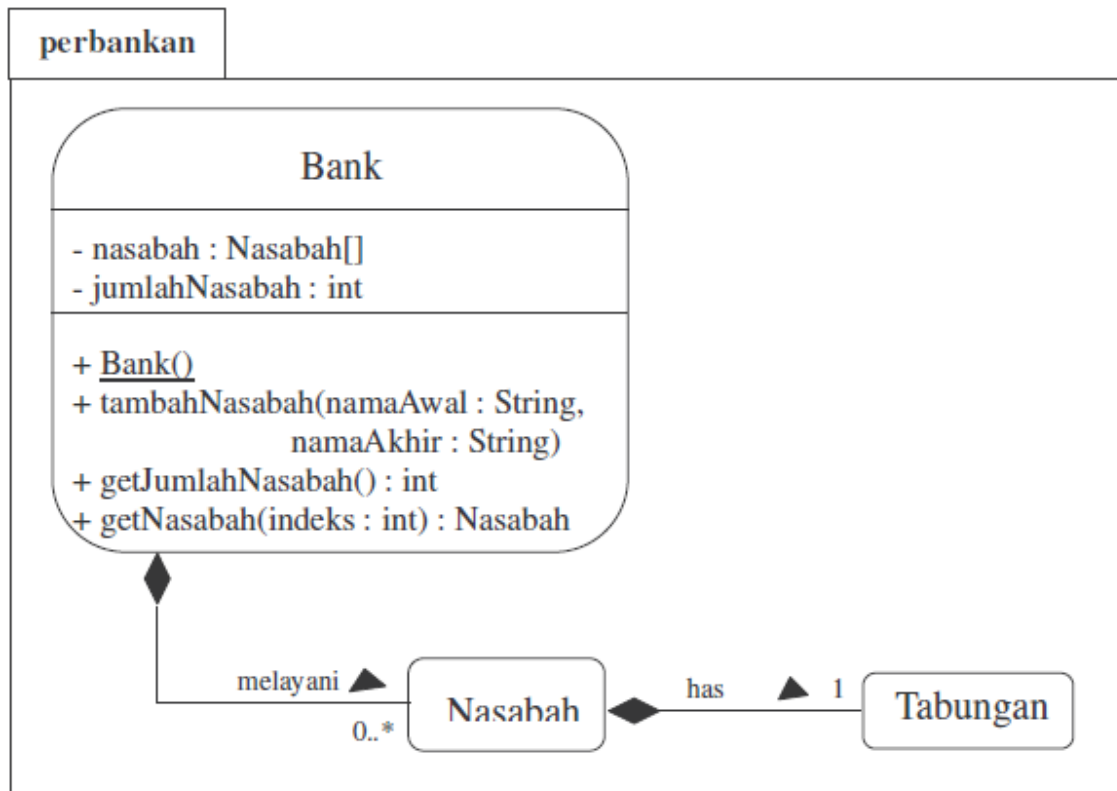 perbankan
Bank
- nasabah : Nasabah[]
- jumlahNasabah : int
+ Bank()
+ tambahNasabah(namaAwal : String,
namaAkhir : String)
+ getJumlahNasabah() : int
+ getNasabah(indeks : int) : Nasabah
melayani
0..*
Nasabah
has
1
Tabungan